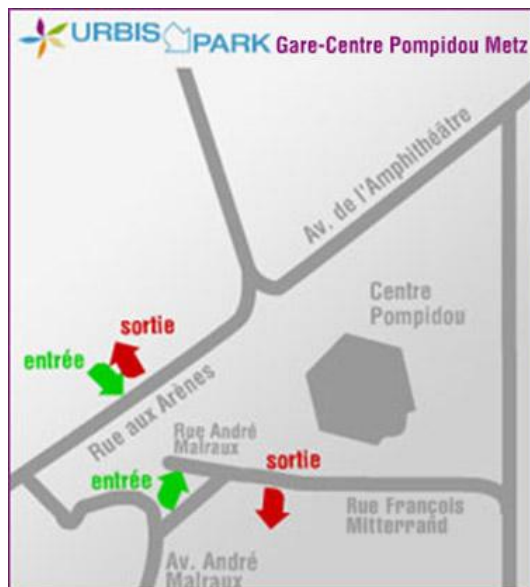 URBIS PARK Gare-Centre Pompidou Metz
Av. de l'Amphithéâtre
Centre
Pompidou
sortie
entrée
Rue aux Arènes
Rue André
Malraux
sortie
entrée
Rue François
Mitterrand
Av. André
Malraux